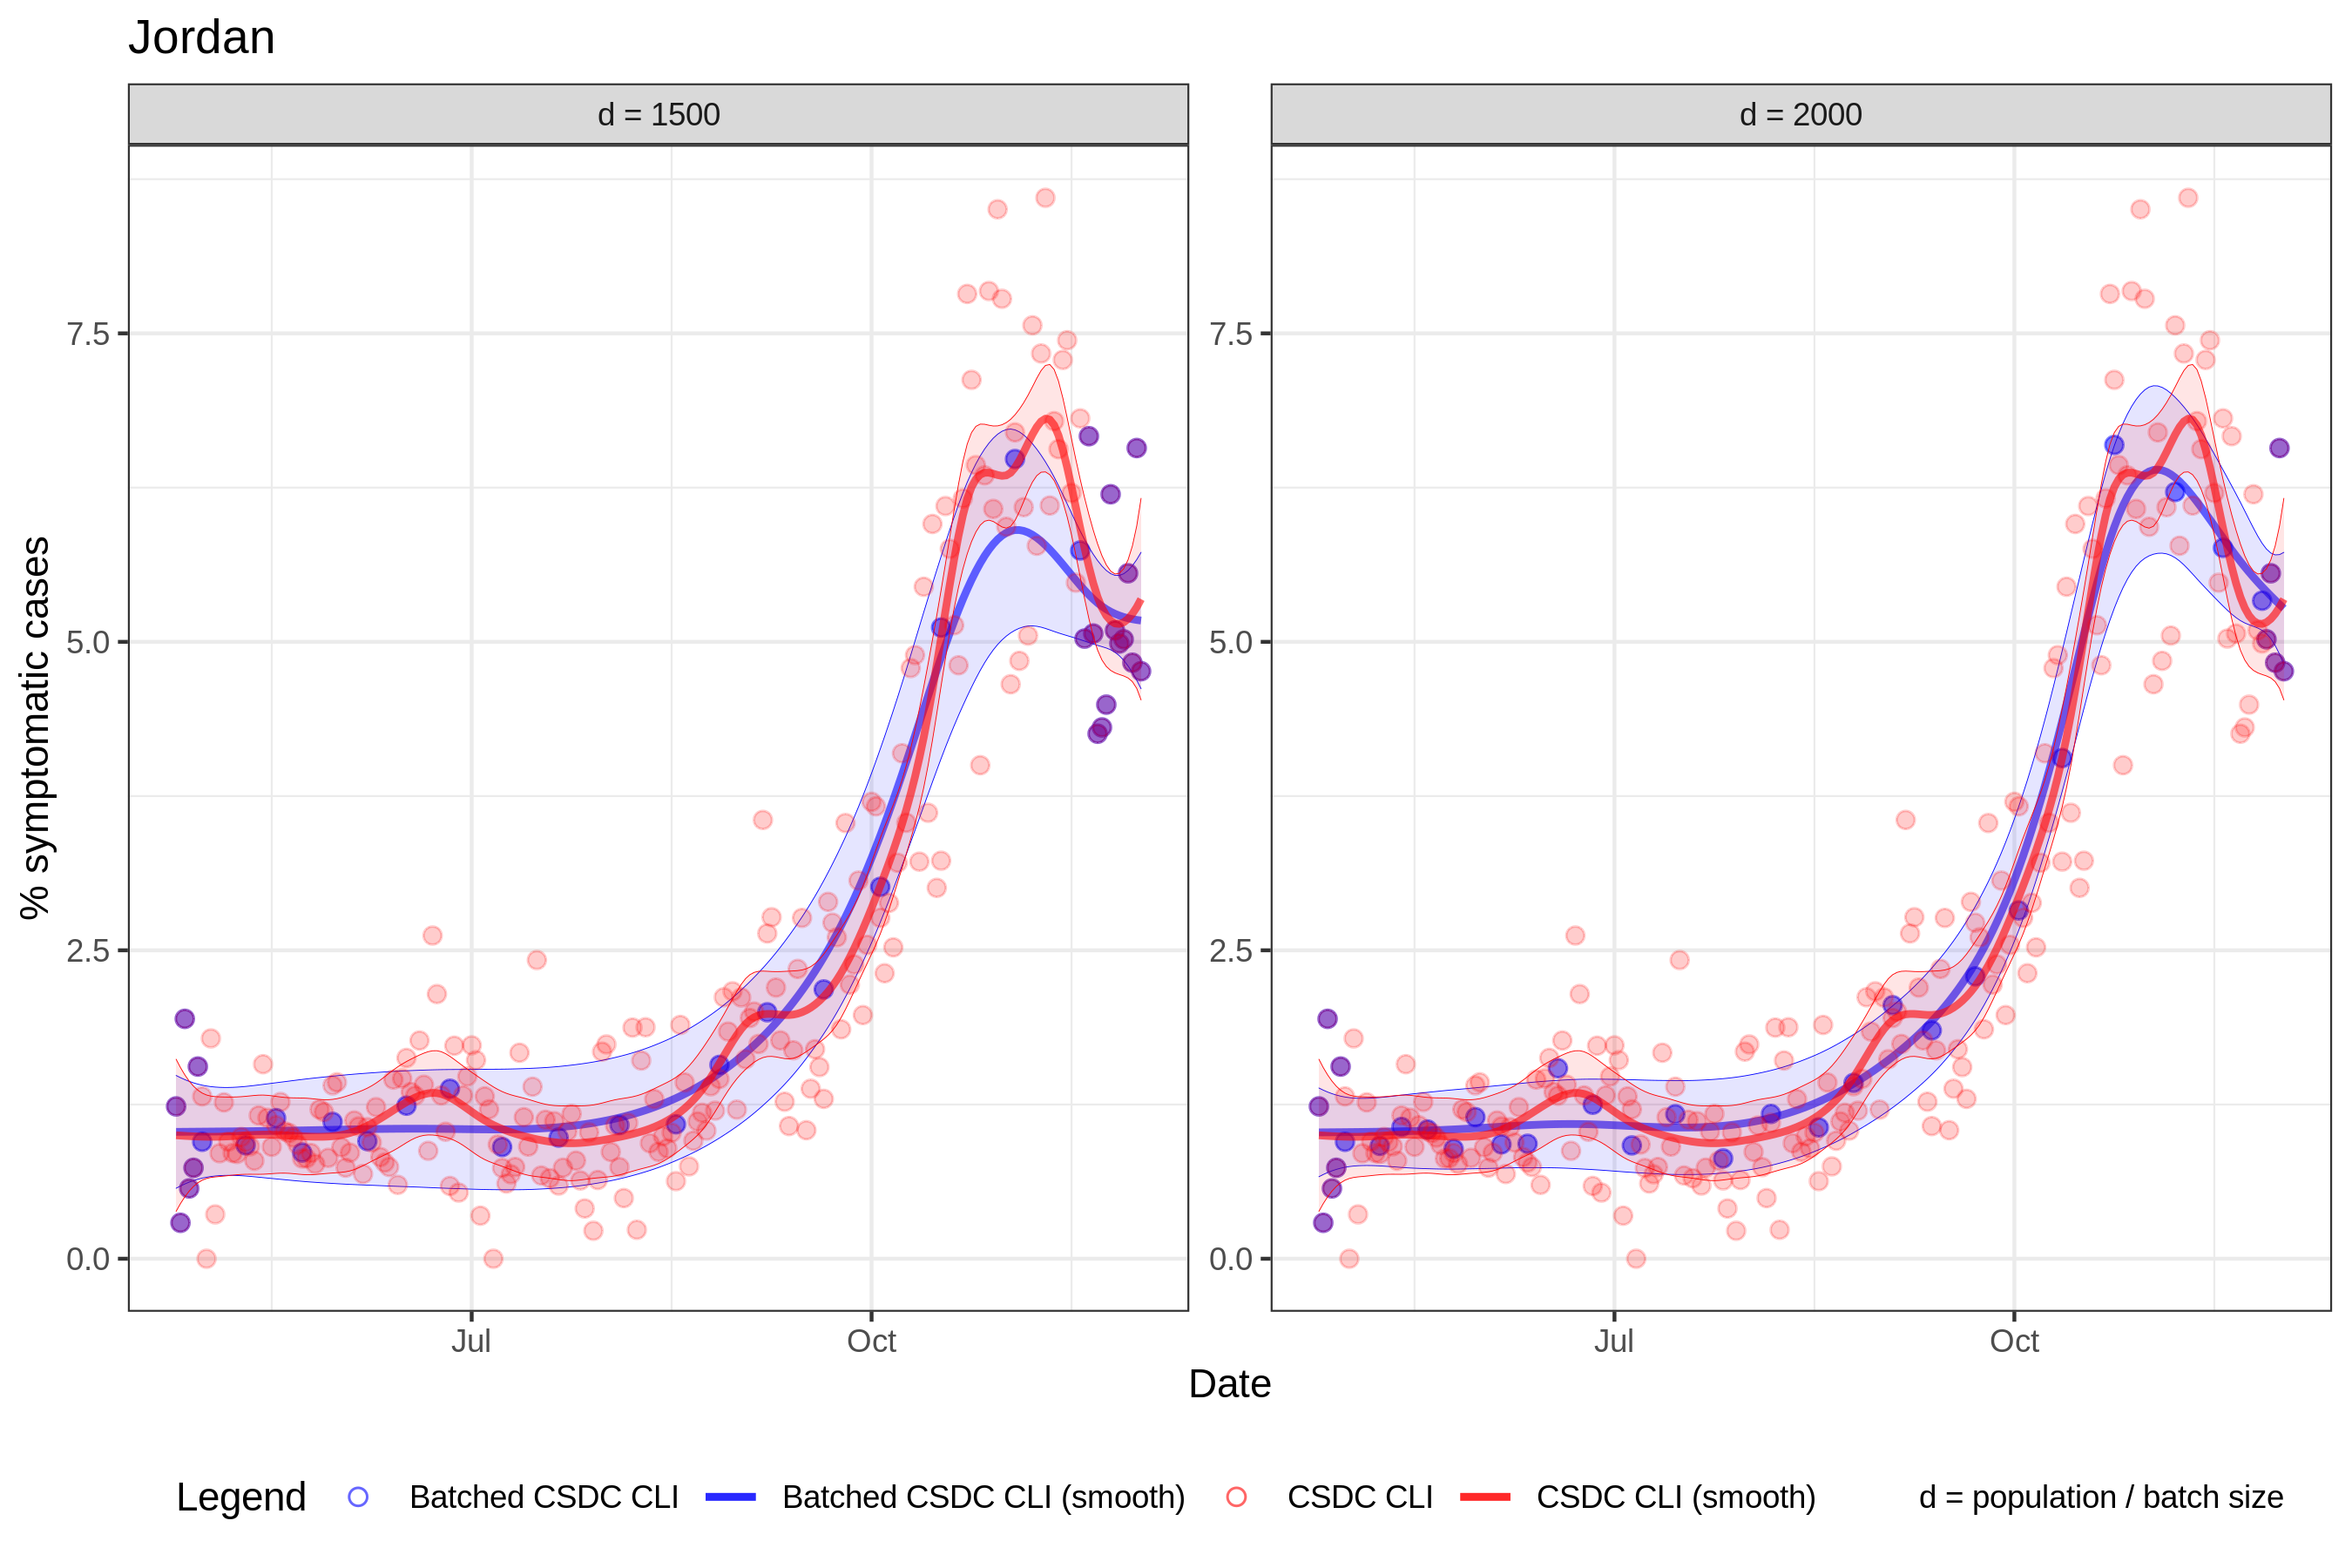 Jordan
d = 1500
d = 2000
% symptomatic cases
7.5
5.0
2.5
0.0
7.5
5.0
2.5
0.0
Jul
Oct
Jul
Oct
Date
Legend
Batched CSDC CLI
Batched CSDC CLI (smooth)
CSDC CLI
CSDC CLI (smooth)
d = population / batch size